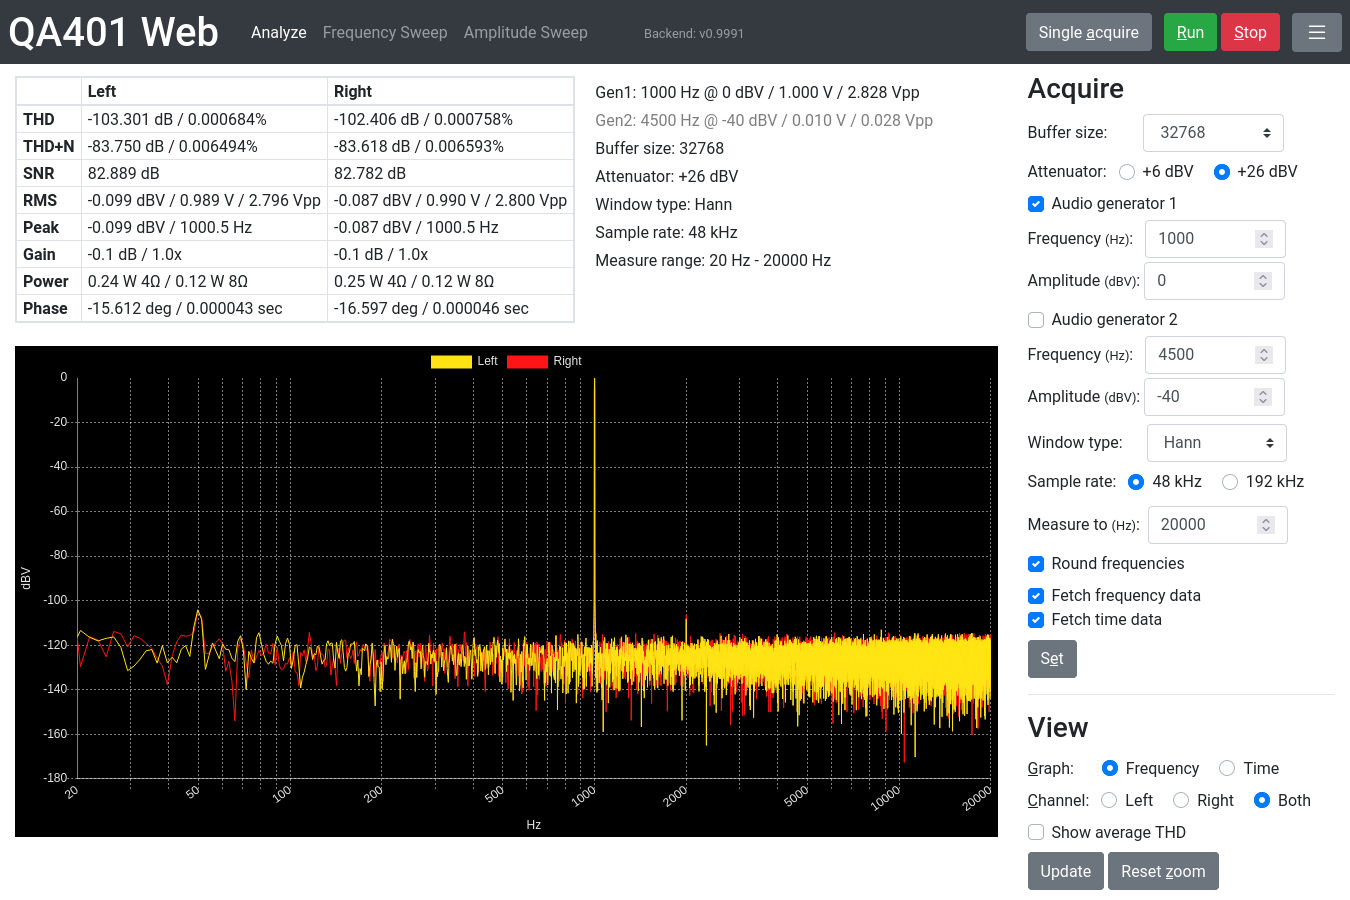 QA401 Web Analyze Frequency Sweep Amplitude Sweep Backend: v0.9991 Single acquire Run Stop
Left Right
THD -103.301 dB / 0.000684% -102.406 dB / 0.000758%
THD+N -83.750 dB / 0.006494% -83.618 dB / 0.006593%
SNR 82.889 dB 82.782 dB
RMS -0.099 dBV / 0.989 V / 2.796 Vpp -0.087 dBV / 0.990 V / 2.800 Vpp
Peak -0.099 dBV / 1000.5 Hz -0.087 dBV / 1000.5 Hz
Gain -0.1 dB / 1.0x -0.1 dB / 1.0x
Power 0.24 W 4Ω / 0.12 W 8Ω 0.25 W 4Ω / 0.12 W 8Ω
Phase -15.612 deg / 0.000043 sec -16.597 deg / 0.000046 sec
Gen1: 1000 Hz @ 0 dBV / 1.000 V / 2.828 Vpp
Gen2: 4500 Hz @ -40 dBV / 0.010 V / 0.028 Vpp
Buffer size: 32768
Attenuator: +26 dBV
Window type: Hann
Sample rate: 48 kHz
Measure range: 20 Hz - 20000 Hz
Left Right
0
-20
-40
-60
-80
-100
-120
-140
-160
-180
dBV
20 50 100 200 500 1000 2000 5000 10000 20000
Hz
Acquire
Buffer size: 32768
Attenuator: +6 dBV +26 dBV
Audio generator 1
Frequency (Hz): 1000
Amplitude (dBV): 0
Audio generator 2
Frequency (Hz): 4500
Amplitude (dBV): -40
Window type: Hann
Sample rate: 48 kHz 192 kHz
Measure to (Hz): 20000
Round frequencies
Fetch frequency data
Fetch time data
Set
View
Graph: Frequency Time
Channel: Left Right Both
Show average THD
Update Reset zoom